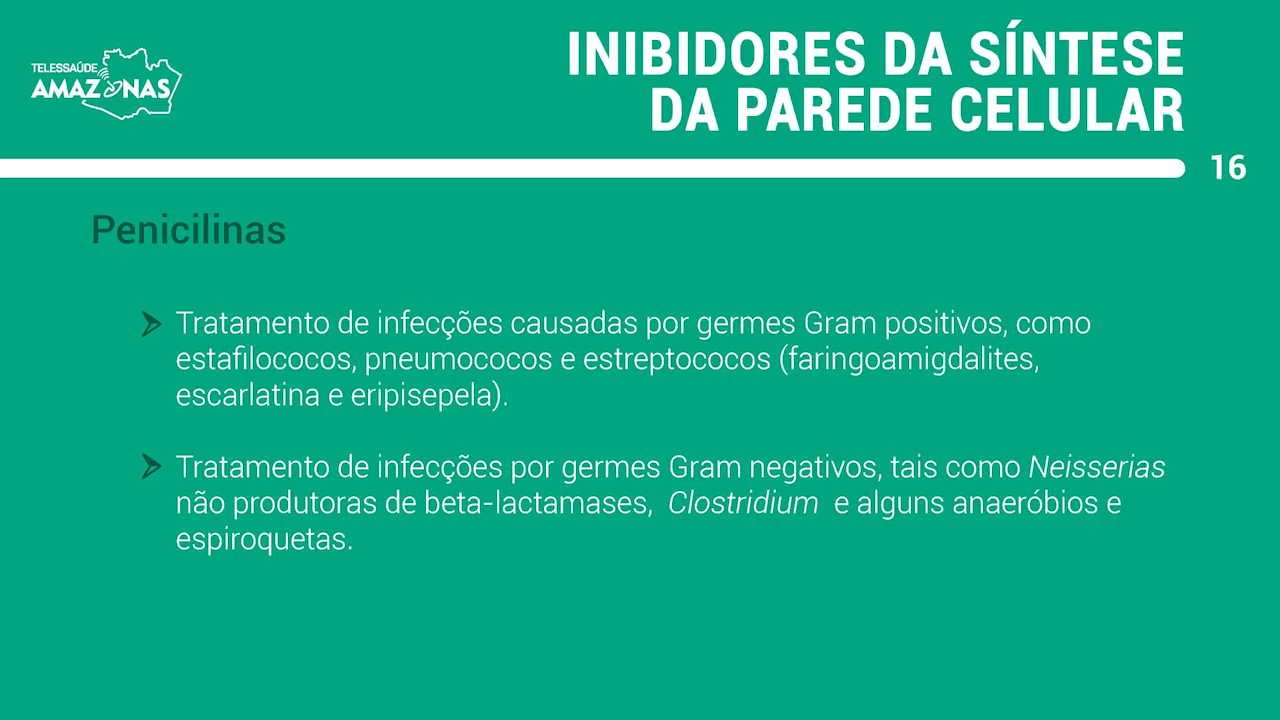 TELESSAÚDE
AMAZONAS
INIBIDORES DA SÍNTESE
DA PAREDE CELULAR
16
Penicilinas
Tratamento de infecções causadas por germes Gram positivos, como
estafilococos, pneumococos e estreptococos (faringoamigdalites,
escarlatina e eripisepela).
Tratamento de infecções por germes Gram negativos, tais como Neisserias
não produtoras de beta-lactamases, Clostridium e alguns anaeróbios e
espiroquetas.